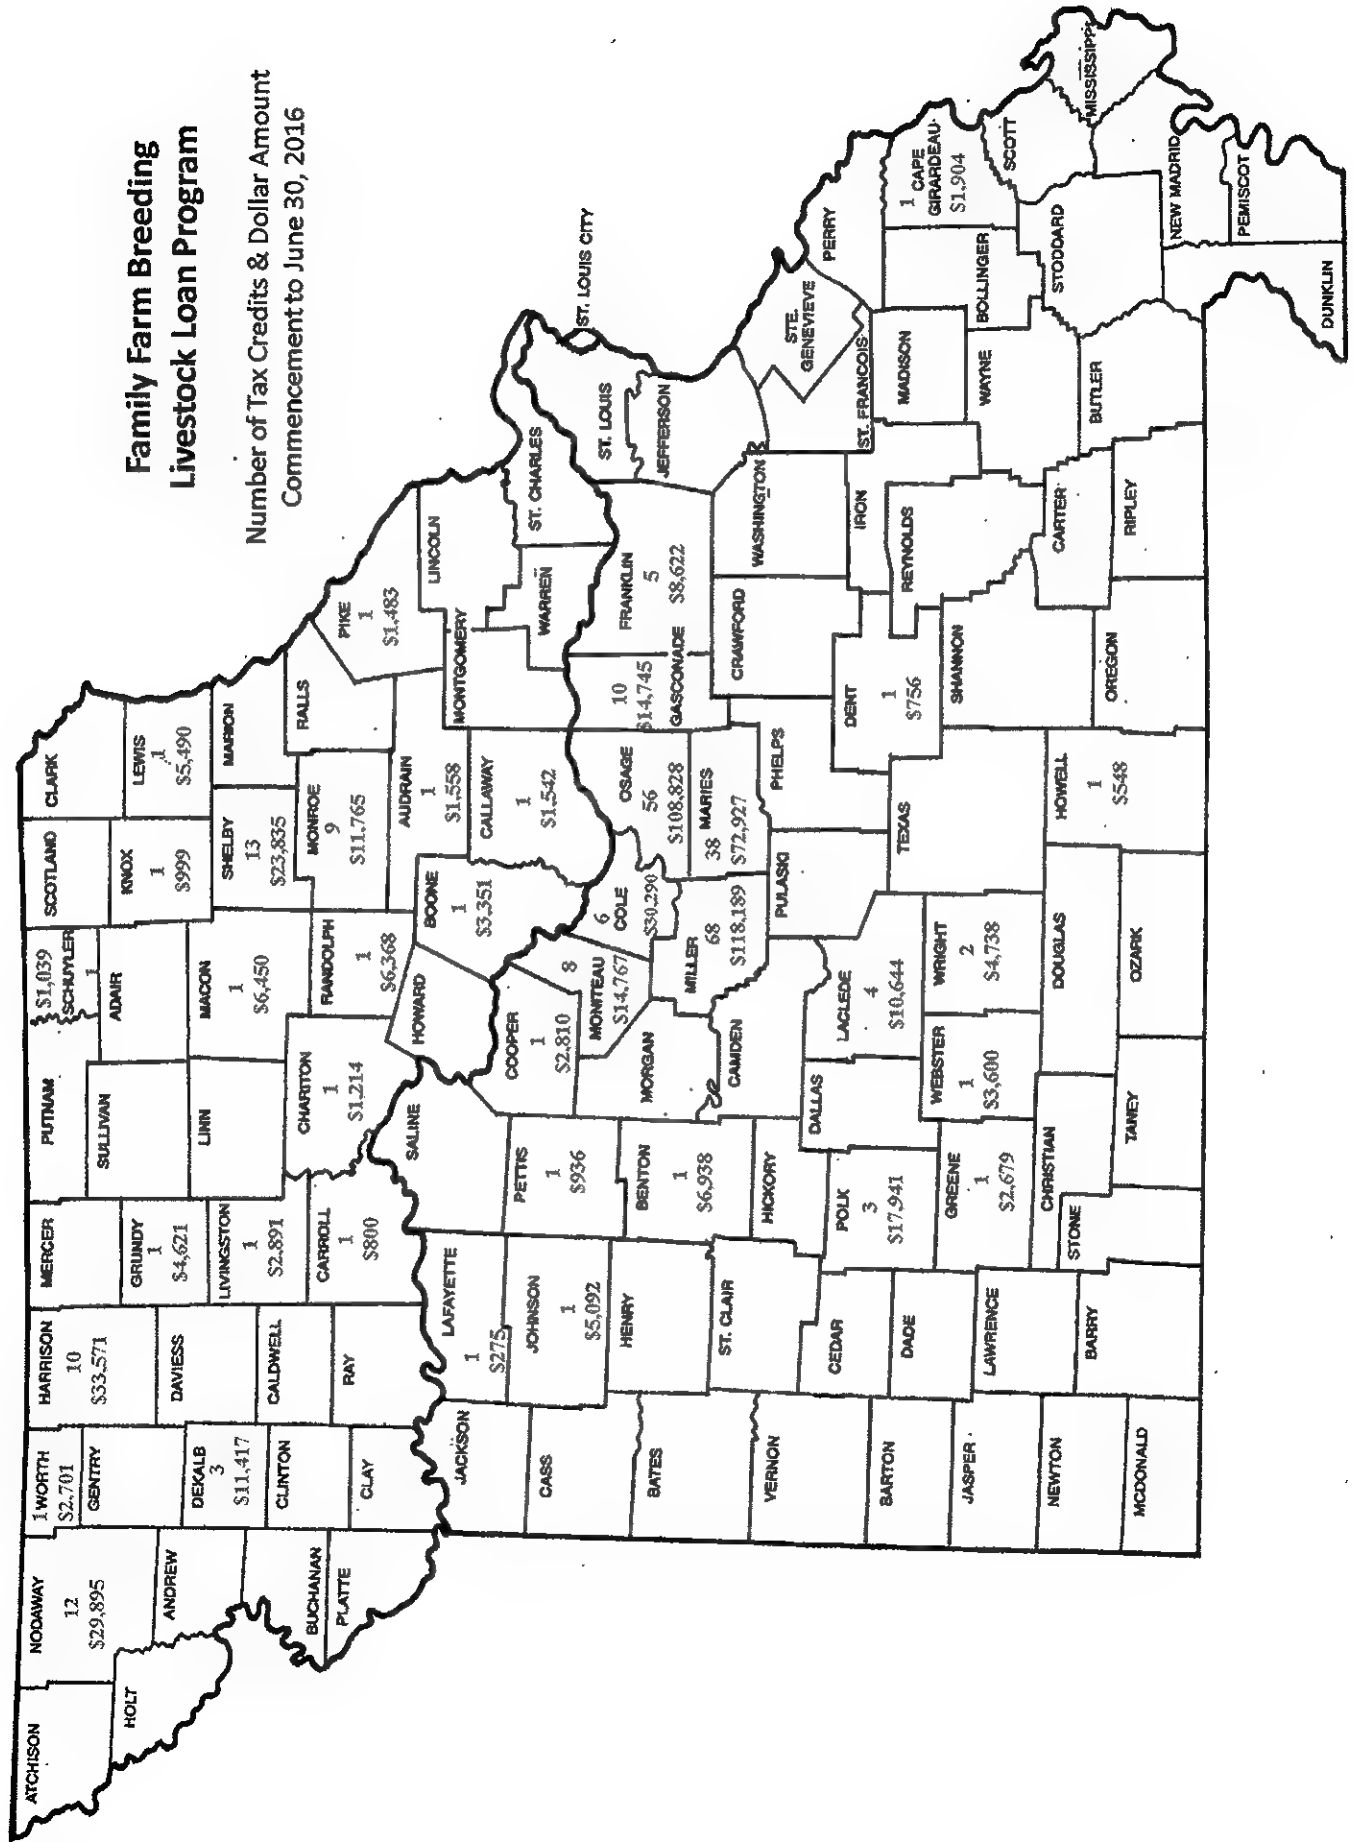 Family Farm Breeding
Livestock Loan Program
Number of Tax Credits & Dollar Amount
Commencement to June 30, 2016
ATCHISON
HOLT
NODAWAY
12
$29,895
ANDREW
BUCHANAN
PLATTE
1 WORTH
$2,701
GENTRY
DEKALB
3
$11,417
CLINTON
CLAY
HARRISON
10
$33,571
DAVIESS
CALDWELL
RAY
MERCER
GRUNDY
1
$4,621
LIVINGSTON
1
$2,891
CARROLL
1
$800
PUTNAM
SULLIVAN
LINN
CHARITON
1
$1,214
$1,039
SCHUYLER
1
ADAIR
MACON
1
$6,450
RANDOLPH
1
$6,368
HOWARD
SCOTLAND
KNOX
1
$999
SHELBY
13
$23,835
MONROE
9
$11,765
AUDRAIN
1
$1,558
BOONE
1
$3,351
CALLAWAY
1
$1,542
CLARK
LEWIS
1
$5,490
MARION
RALLS
PIKE
1
$1,483
MONTGOMERY
LINCOLN
WARREN
ST. CHARLES
ST. LOUIS
ST. LOUIS CITY
JEFFERSON
FRANKLIN
5
$8,622
10
$14,745
GASCONADE
OSAGE
56
$108,828
MARIES
38
$72,927
6
COLE
$30,290
MILLER
68
$118,189
8
MONITEAU
$14,767
COOPER
1
$2,810
MORGAN
CAMDEN
SALINE
PETTIS
1
$936
BENTON
1
$6,938
HICKORY
LAFAYETTE
1
$275
JOHNSON
1
$5,092
HENRY
ST. CLAIR
JACKSON
CASS
BATES
VERNON
BARTON
JASPER
NEWTON
MCDONALD
CEDAR
DADE
LAWRENCE
BARRY
POLK
3
$17,941
GREENE
1
$2,679
CHRISTIAN
STONE
TANEY
DALLAS
WEBSTER
1
$3,600
LACLEDE
4
$10,644
WRIGHT
2
$4,738
DOUGLAS
OZARK
PULASKI
TEXAS
HOWELL
1
$548
PHELPS
DENT
1
$756
SHANNON
OREGON
CRAWFORD
WASHINGTON
IRON
REYNOLDS
CARTER
RIPLEY
ST. FRANCOIS
STE.
GENEVIEVE
PERRY
MADISON
WAYNE
BUTLER
BOLLINGER
1 CAPE
GIRARDEAU
$1,904
SCOTT
STODDARD
MISSISSIPPI
NEW MADRID
PEMISCOT
DUNKLIN